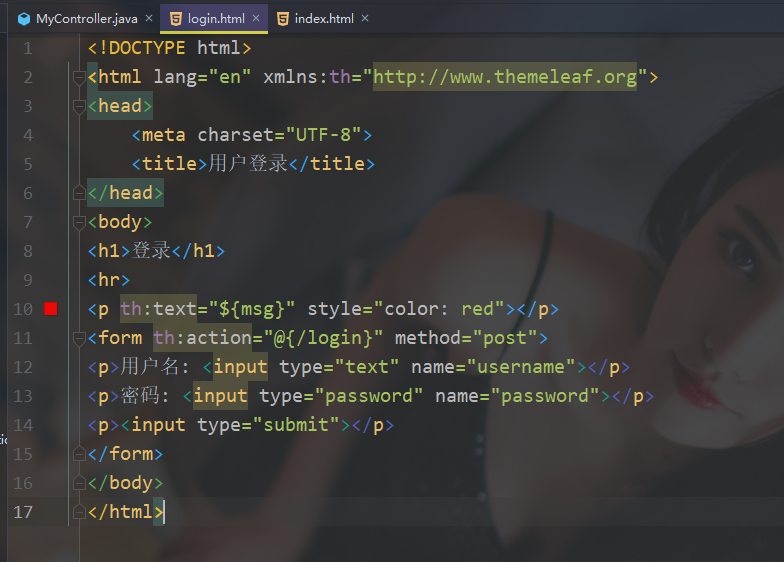 MyController.java × login.html × index.html ×
1 <!DOCTYPE html>
2 <html lang="en" xmlns:th="http://www.themeleaf.org">
3 <head>
4 <meta charset="UTF-8">
5 <title>用户登录</title>
6 </head>
7 <body>
8 <h1>登录</h1>
9 <hr>
10 <p th:text="${msg}" style="color: red"></p>
11 <form th:action="@{/login}" method="post">
12 <p>用户名: <input type="text" name="username"></p>
13 <p>密码: <input type="password" name="password"></p>
14 <p><input type="submit"></p>
15 </form>
16 </body>
17 </html>